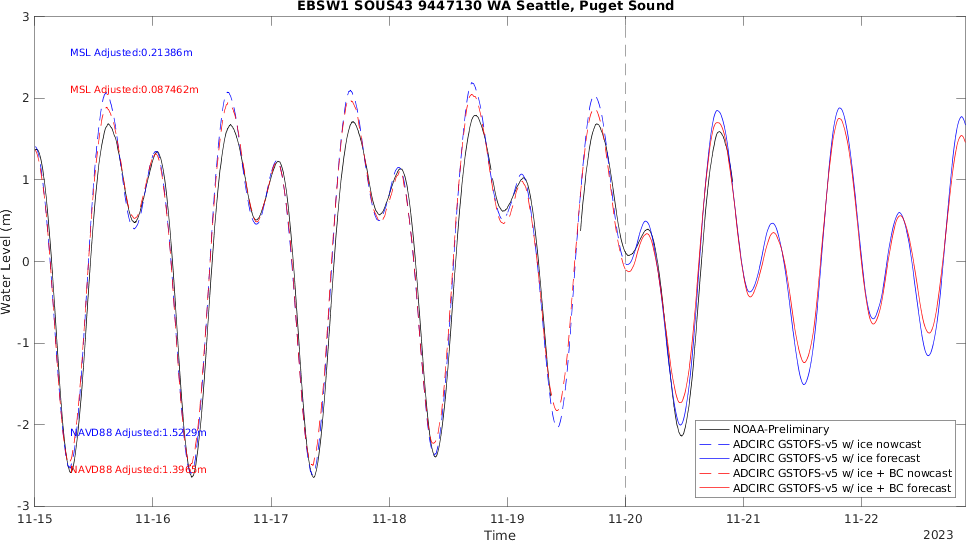 EBSW1 SOUS43 9447130 WA Seattle, Puget Sound
3
2
1
0
-1
-2
-3
Water Level (m)
MSL Adjusted:0.21386m
MSL Adjusted:0.087462m
NAVD88 Adjusted:1.5229m
NAVD88 Adjusted:1.3965m
NOAA-Preliminary
ADCIRC GSTOFS-v5 w/ ice nowcast
ADCIRC GSTOFS-v5 w/ ice forecast
ADCIRC GSTOFS-v5 w/ ice + BC nowcast
ADCIRC GSTOFS-v5 w/ ice + BC forecast
11-15 11-16 11-17 11-18 11-19 11-20 11-21 11-22
Time
2023